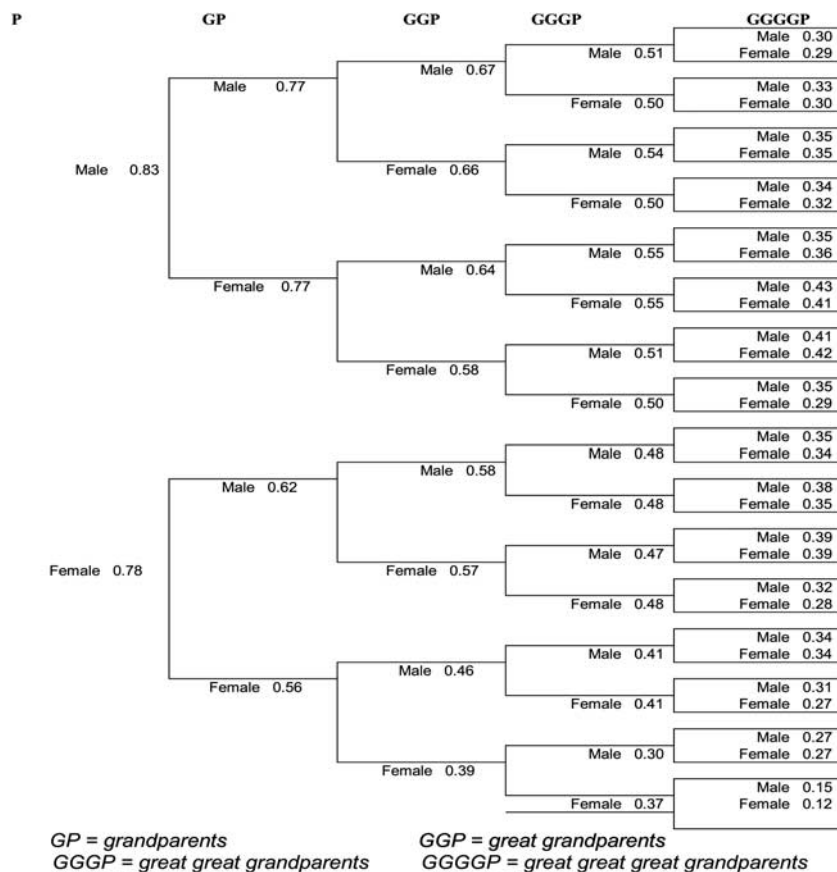 P GP GGP GGGP GGGGP
Male 0.30
Male 0.51 Female 0.29
Male 0.67
Male 0.77 Male 0.33
Female 0.50 Female 0.30
Male 0.35
Male 0.54 Female 0.35
Male 0.83 Female 0.66
Male 0.34
Female 0.50 Female 0.32
Male 0.35
Male 0.55 Female 0.36
Male 0.64
Female 0.77 Male 0.43
Female 0.55 Female 0.41
Male 0.41
Male 0.51 Female 0.42
Female 0.58
Male 0.35
Female 0.50 Female 0.29
Male 0.35
Male 0.48 Female 0.34
Male 0.58
Male 0.62 Male 0.38
Female 0.48 Female 0.35
Male 0.39
Male 0.47 Female 0.39
Female 0.78 Female 0.57
Male 0.32
Female 0.48 Female 0.28
Male 0.34
Male 0.41 Female 0.34
Male 0.46
Female 0.56 Male 0.31
Female 0.41 Female 0.27
Male 0.27
Male 0.30 Female 0.27
Female 0.39
Male 0.15
Female 0.37 Female 0.12
GP = grandparents GGP = great grandparents
GGGP = great great grandparents GGGGP = great great great grandparents